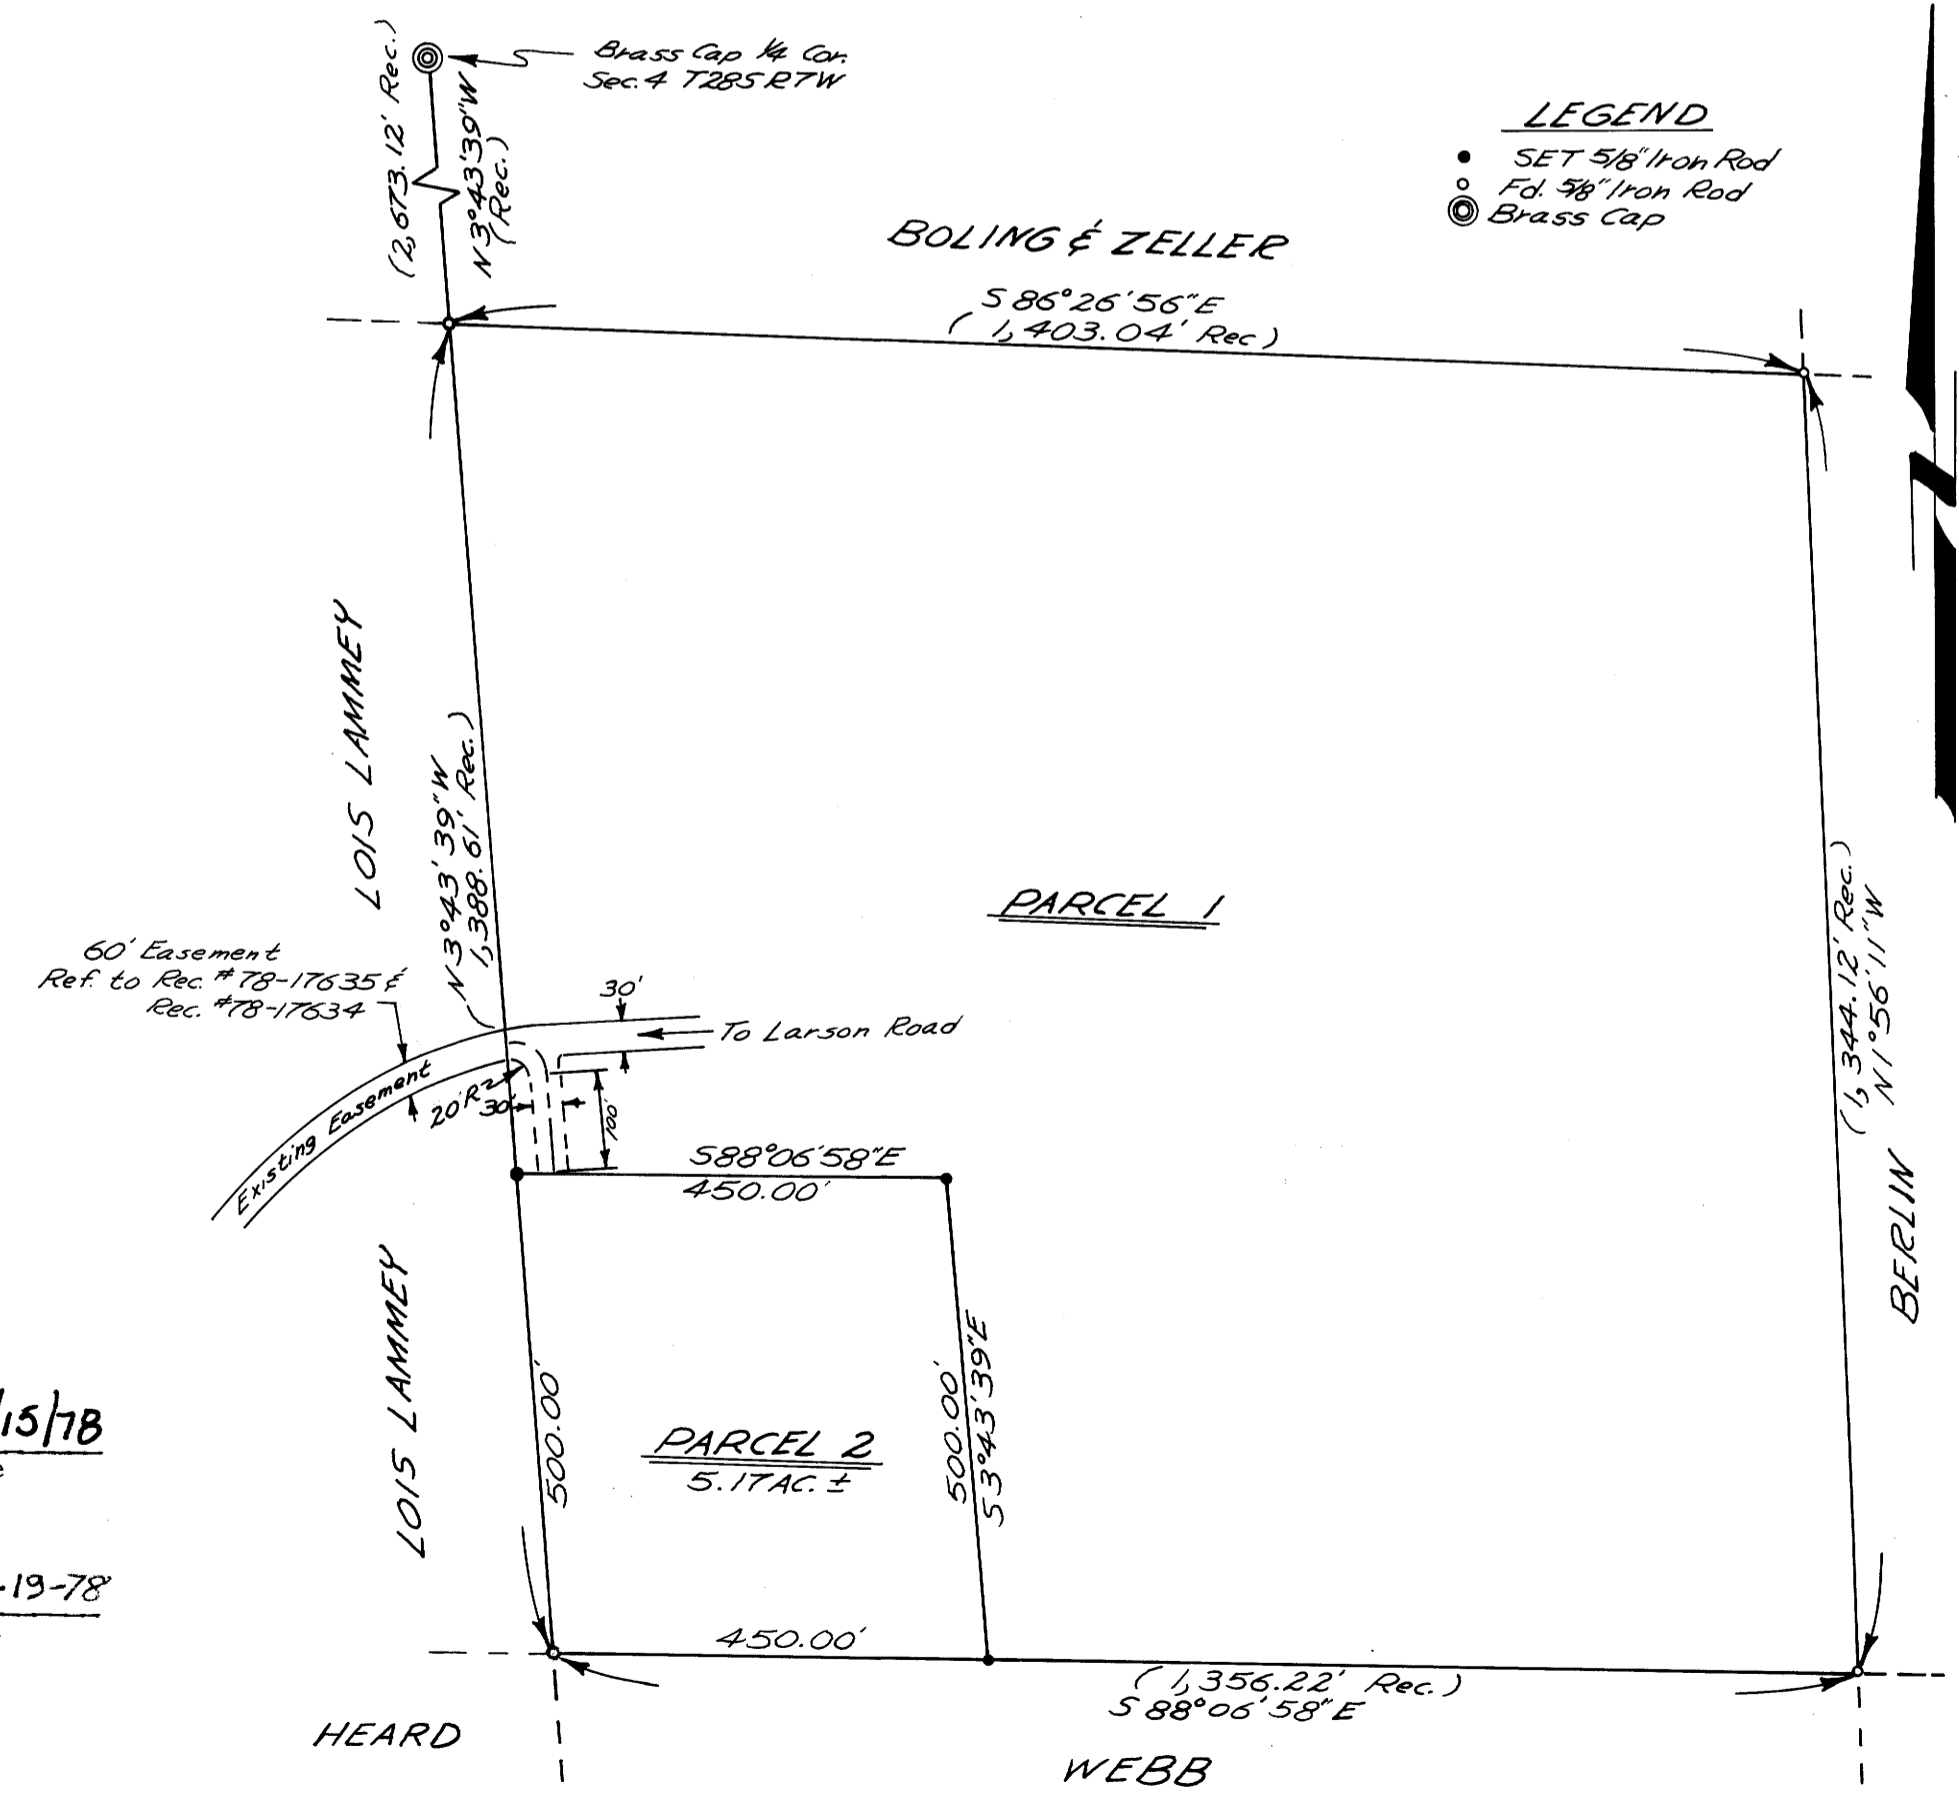 Brass Cap 1/4 Cor.
Sec. 4 T28S R7W
(2,673.12' Rec.)
N 3°43'39"W
(Rec.)
LEGEND
SET 5/8" Iron Rod
Fd. 5/8" Iron Rod
Brass Cap
BOLING & ZELLER
S 86°26'56"E
( 1,403.04' Rec )
LOIS LAMMEY
N 3°43'39"W
1,388.61' Rec.)
PARCEL 1
(1,344.12' Rec.)
N 1°56'11"W
60' Easement
Ref. to Rec. #78-17635 &
Rec. #78-17634
30'
To Larson Road
Existing Easement
20' R
30'
100'
S88°06'58"E
450.00'
BERLIN
LOIS LAMMEY
500.00'
500.00'
S3°43'39"E
PARCEL 2
5.17 AC. ±
/15/78
-19-78
450.00'
( 1,356.22' Rec. )
S 88°06'58"E
HEARD
WEBB